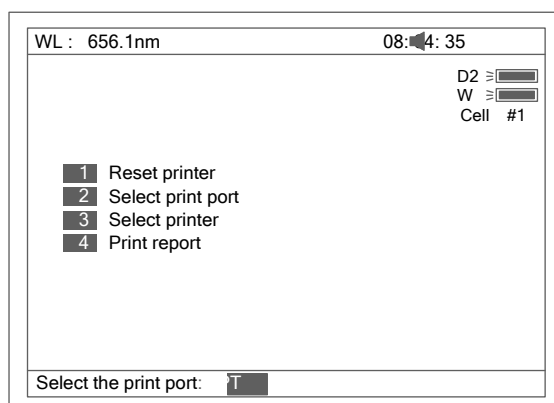 WL : 656.1nm 08: 4: 35
D2
W
Cell #1
1 Reset printer
2 Select print port
3 Select printer
4 Print report
Select the print port: T